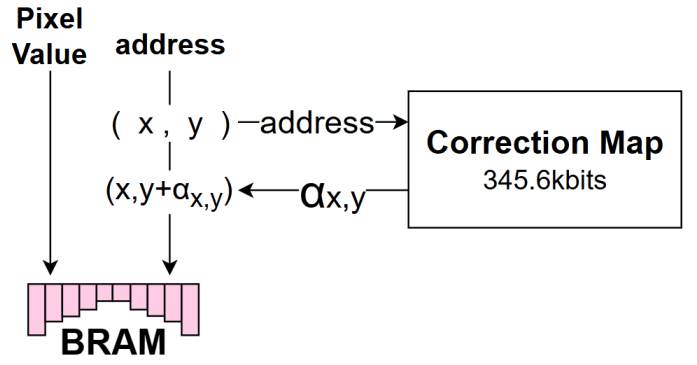 Pixel
Value
address
( x , y )
address
Correction Map
345.6kbits
(x,y+αx,y)
αx,y
BRAM